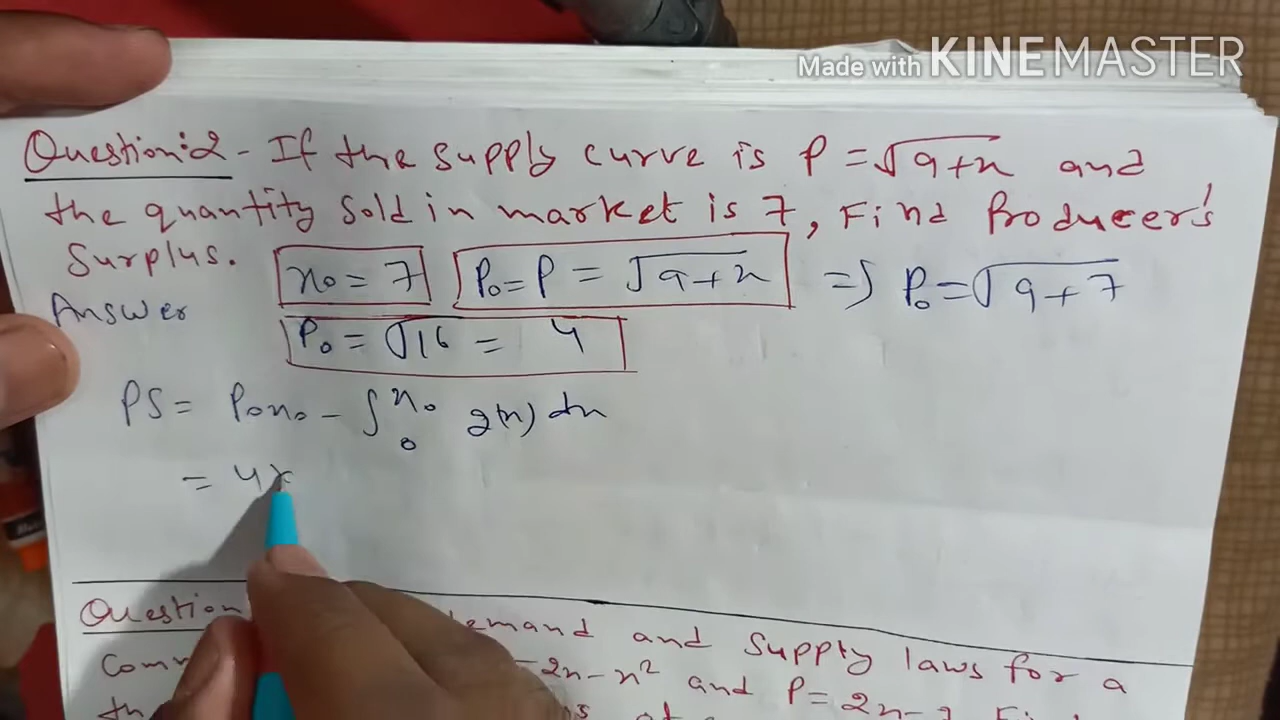 Made with KINEMASTER
Question:2 - If the supply curve is P = √9+x and
the quantity sold in market is 7, Find Producer's
Surplus.
x₀ = 7 P₀ = P = √9+x ⇒ P₀ = √9+7
Answer
P₀ = √16 = 4
PS = P₀x₀ - ∫₀^x₀ g(x) dx
= 4x
Question demand and supply laws for a
Comm -2x-x² and P = 2x-
th